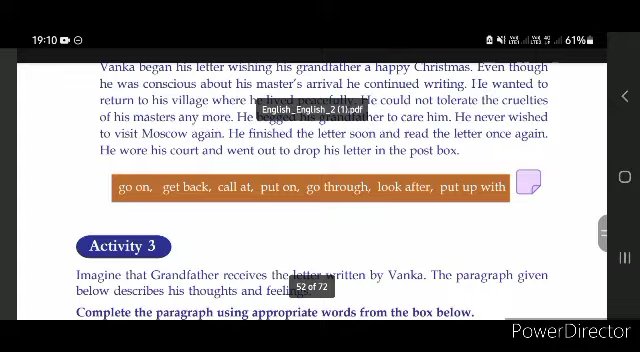 19:10 61%
Vanka began his letter wishing his grandfather a happy Christmas. Even though
he was conscious about his master's arrival he continued writing. He wanted to
return to his village where he lived peacefully. He could not tolerate the cruelties
English_English_2 (1).pdf
of his masters any more. He begged his grandfather to care him. He never wished
to visit Moscow again. He finished the letter soon and read the letter once again.
He wore his court and went out to drop his letter in the post box.
go on, get back, call at, put on, go through, look after, put up with
Activity 3
Imagine that Grandfather receives the letter written by Vanka. The paragraph given
below describes his thoughts and feelings.
52 of 72
Complete the paragraph using appropriate words from the box below.
PowerDirector